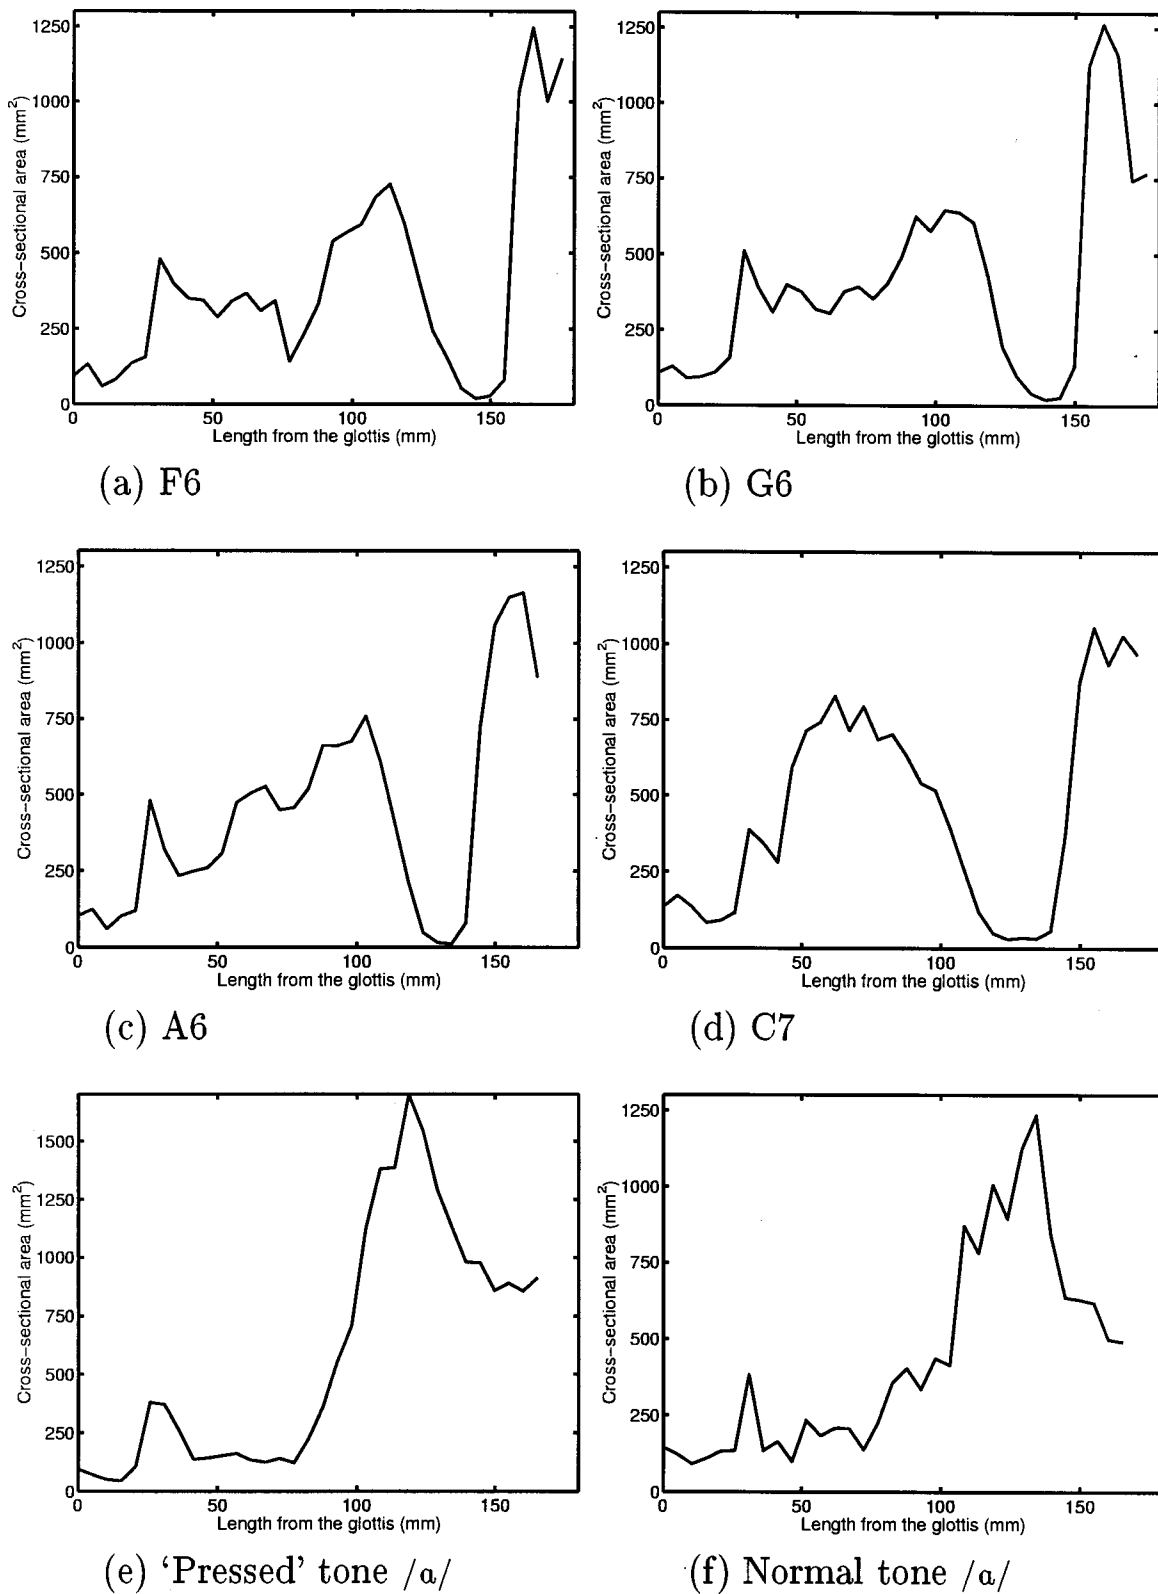 1250
1000
750
500
250
0
Cross−sectional area (mm2)
0 50 100 150
Length from the glottis (mm)
(a) F6
1250
1000
750
500
250
0
Cross−sectional area (mm2)
0 50 100 150
Length from the glottis (mm)
(b) G6
1250
1000
750
500
250
0
Cross−sectional area (mm2)
0 50 100 150
Length from the glottis (mm)
(c) A6
1250
1000
750
500
250
0
Cross−sectional area (mm2)
0 50 100 150
Length from the glottis (mm)
(d) C7
1500
1250
1000
750
500
250
0
Cross−sectional area (mm2)
0 50 100 150
Length from the glottis (mm)
(e) ‘Pressed’ tone /a/
1250
1000
750
500
250
0
Cross−sectional area (mm2)
0 50 100 150
Length from the glottis (mm)
(f) Normal tone /a/